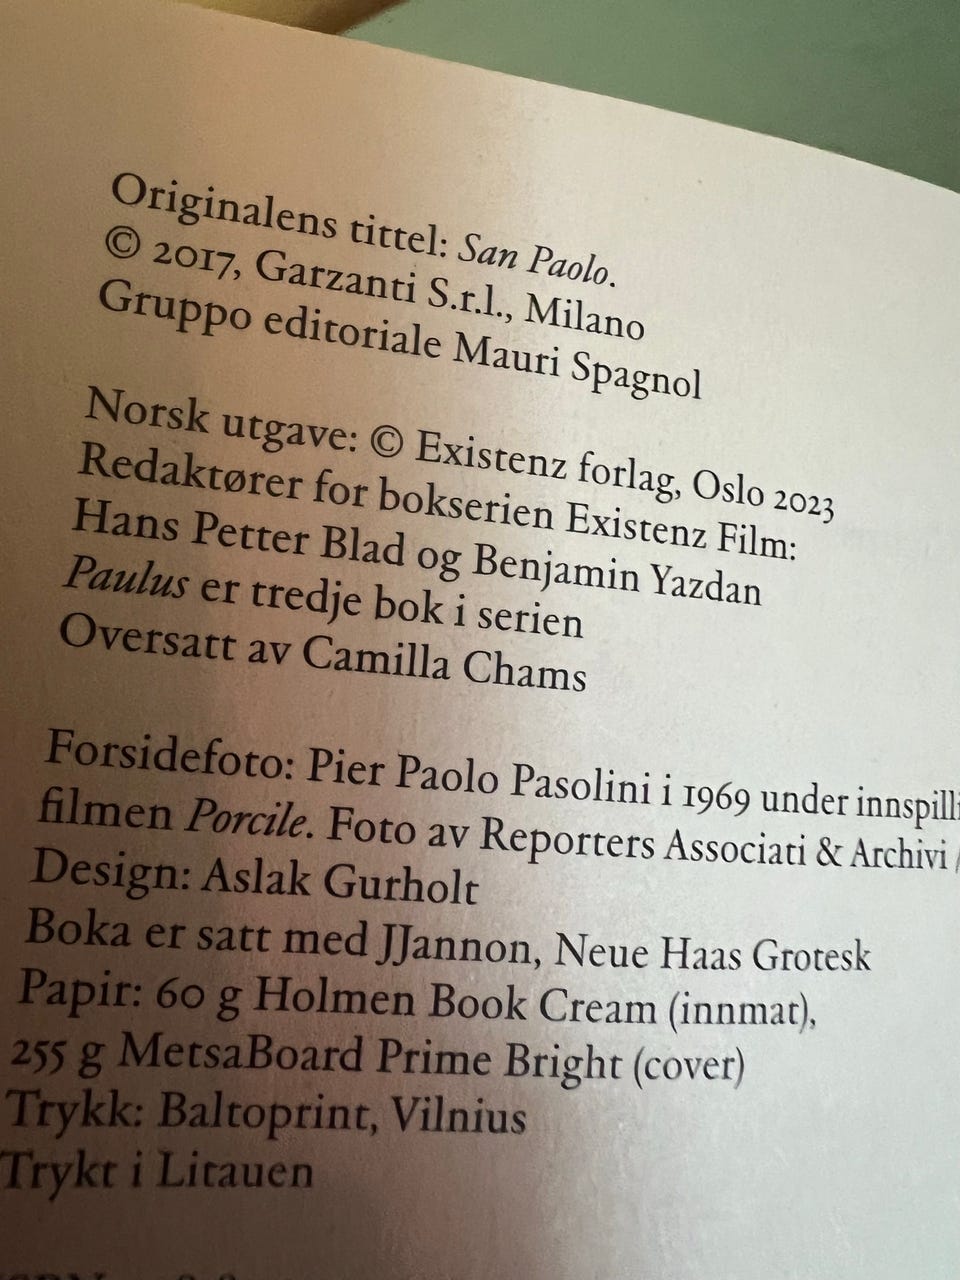 Originalens tittel: San Paolo.
© 2017, Garzanti S.r.l., Milano
Gruppo editoriale Mauri Spagnol
Norsk utgave: © Existenz forlag, Oslo 2023
Redaktører for bokserien Existenz Film:
Hans Petter Blad og Benjamin Yazdan
Paulus er tredje bok i serien
Oversatt av Camilla Chams
Forsidefoto: Pier Paolo Pasolini i 1969 under
filmen Porcile. Foto av Reporters Associati & Archivi /
Design: Aslak Gurholt
Boka er satt med JJannon, Neue Haas Grotesk
Papir: 60 g Holmen Book Cream (innmat),
255 g MetsaBoard Prime Bright (cover)
Trykk: Baltoprint, Vilnius
Trykt i Litauen